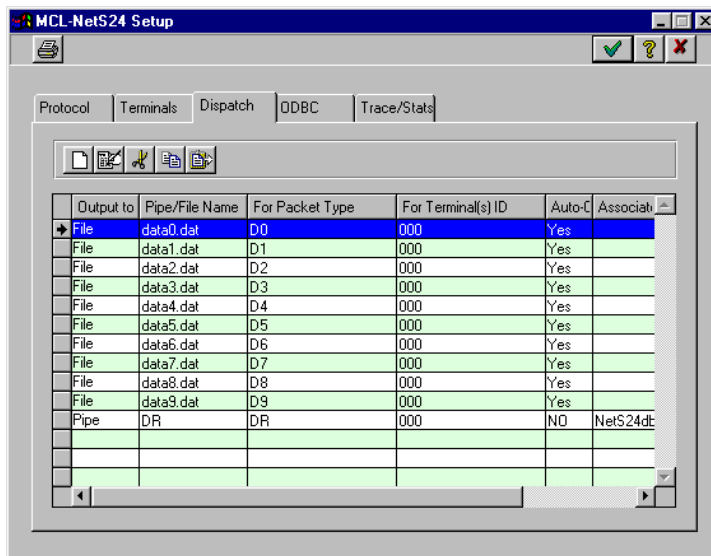 MCL-NetS24 Setup
Protocol Terminals Dispatch ODBC Trace/Stats
Output to Pipe/File Name For Packet Type For Terminal(s) ID Auto-C Associate
File data0.dat D0 000 Yes
File data1.dat D1 000 Yes
File data2.dat D2 000 Yes
File data3.dat D3 000 Yes
File data4.dat D4 000 Yes
File data5.dat D5 000 Yes
File data6.dat D6 000 Yes
File data7.dat D7 000 Yes
File data8.dat D8 000 Yes
File data9.dat D9 000 Yes
Pipe DR DR 000 NO NetS24db